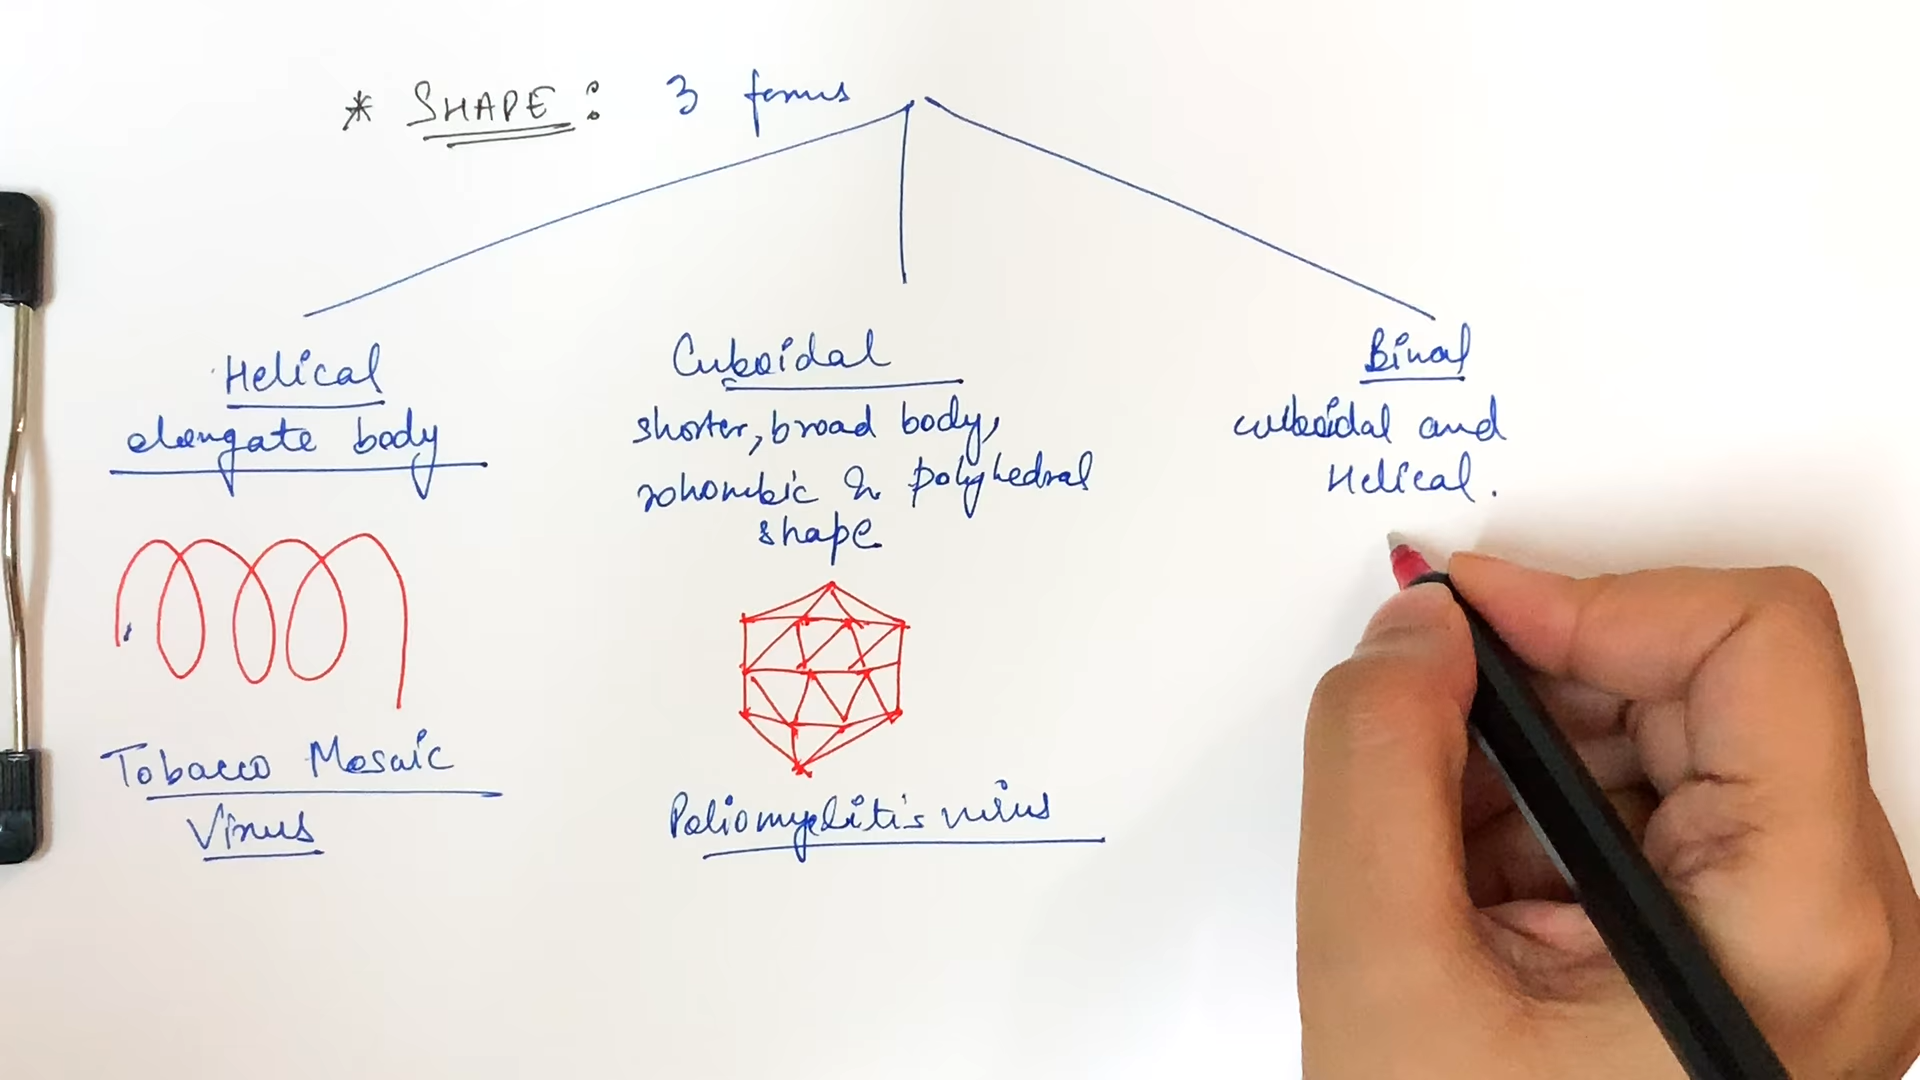 * SHAPE: 3 forms
Helical
elongate body
Tobacco Mosaic
Virus
Cuboidal
shorter, broad body,
rhombic & polyhedral
shape
Poliomyelitis virus
Binal
cuboidal and
Helical.